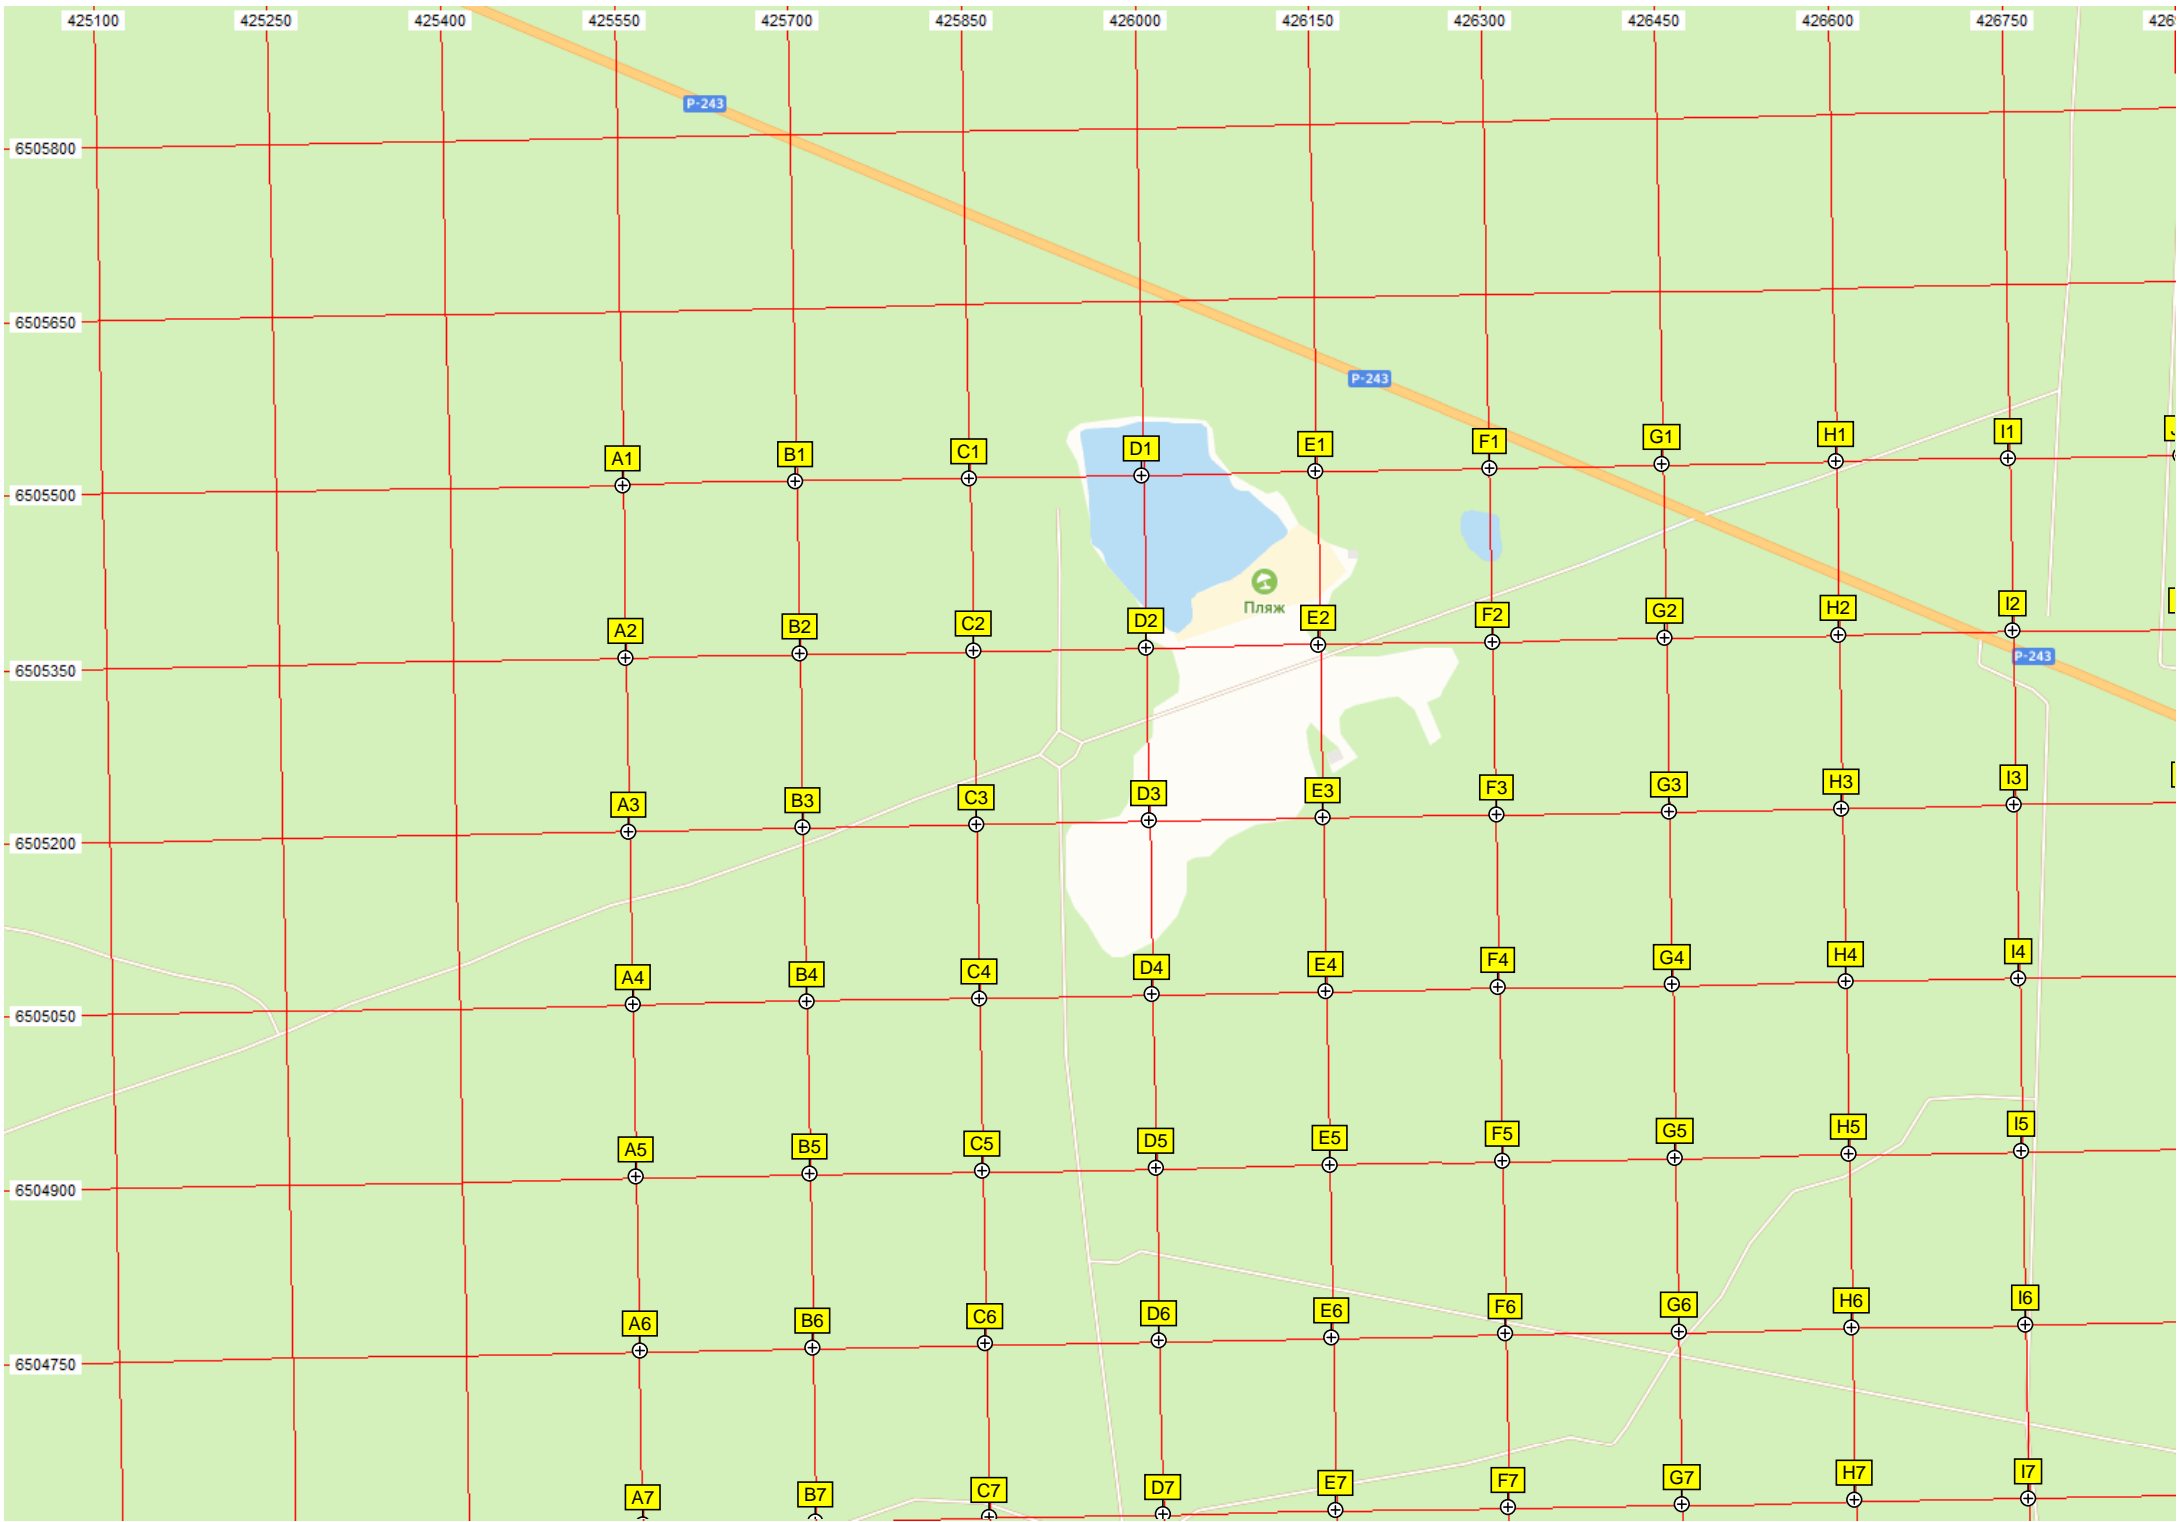 425100 425250 425400 425550 425700 425850 426000 426150 426300 426450 426600 426750
P-243
6505800
6505650
P-243
A1 B1 C1 D1 E1 F1 G1 H1 I1
6505500
Пляж
A2 B2 C2 D2 E2 F2 G2 H2 I2
6505350
P-243
A3 B3 C3 D3 E3 F3 G3 H3 I3
6505200
A4 B4 C4 D4 E4 F4 G4 H4 I4
6505050
A5 B5 C5 D5 E5 F5 G5 H5 I5
6504900
A6 B6 C6 D6 E6 F6 G6 H6 I6
6504750
A7 B7 C7 D7 E7 F7 G7 H7 I7